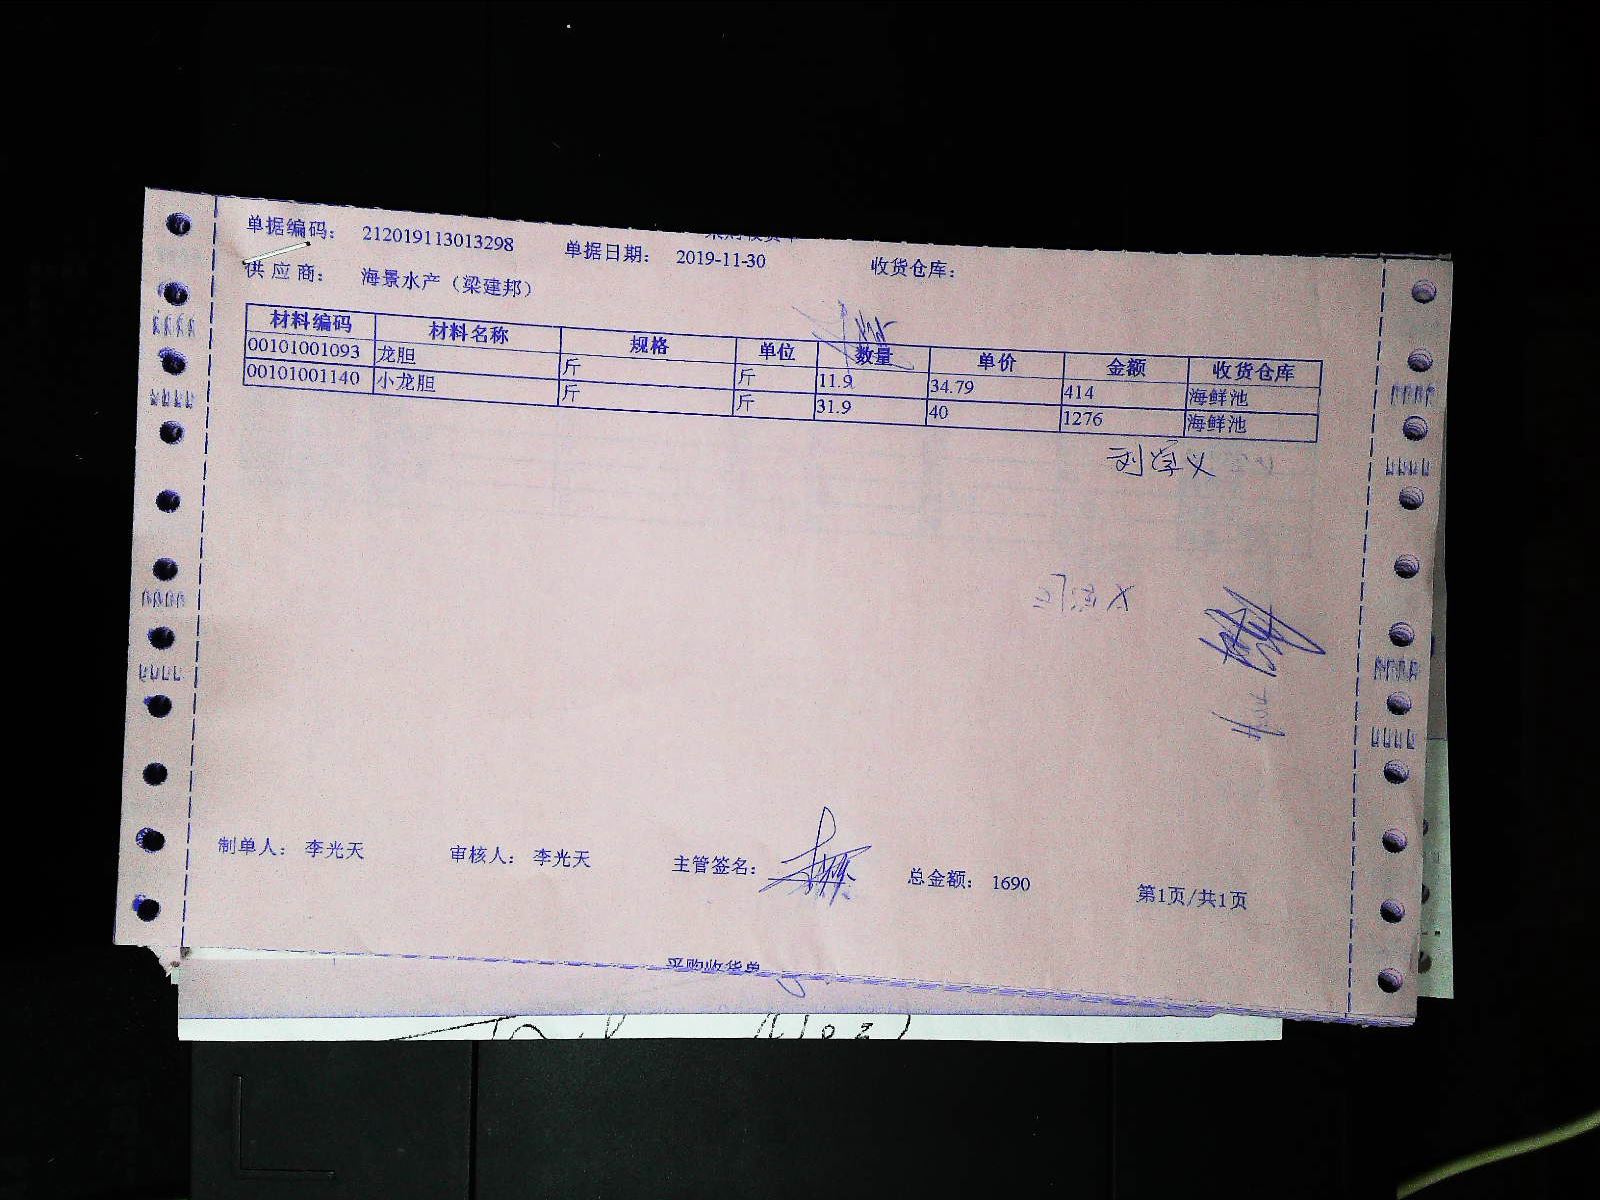 单据编码： 212019113013298 单据日期： 2019-11-30 收货仓库：
供应商： 海景水产（梁建邦）
材料编码 材料名称 规格 单位 数量 单价 金额 收货仓库
00101001093 龙胆 斤 斤 11.9 34.79 414 海鲜池
00101001140 小龙胆 斤 斤 31.9 40 1276 海鲜池
制单人： 李光天 审核人： 李光天 主管签名： 总金额： 1690 第1页/共1页
采购收货单